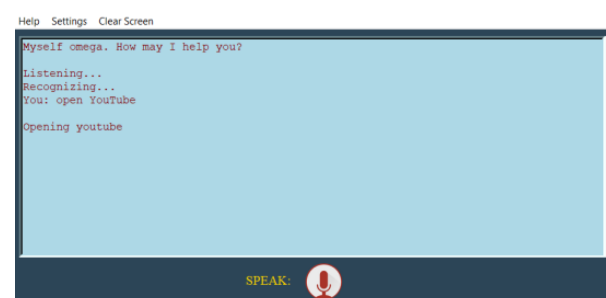 Help Settings Clear Screen
Myself omega. How may I help you?
Listening...
Recognizing...
You: open YouTube
Opening youtube
SPEAK: